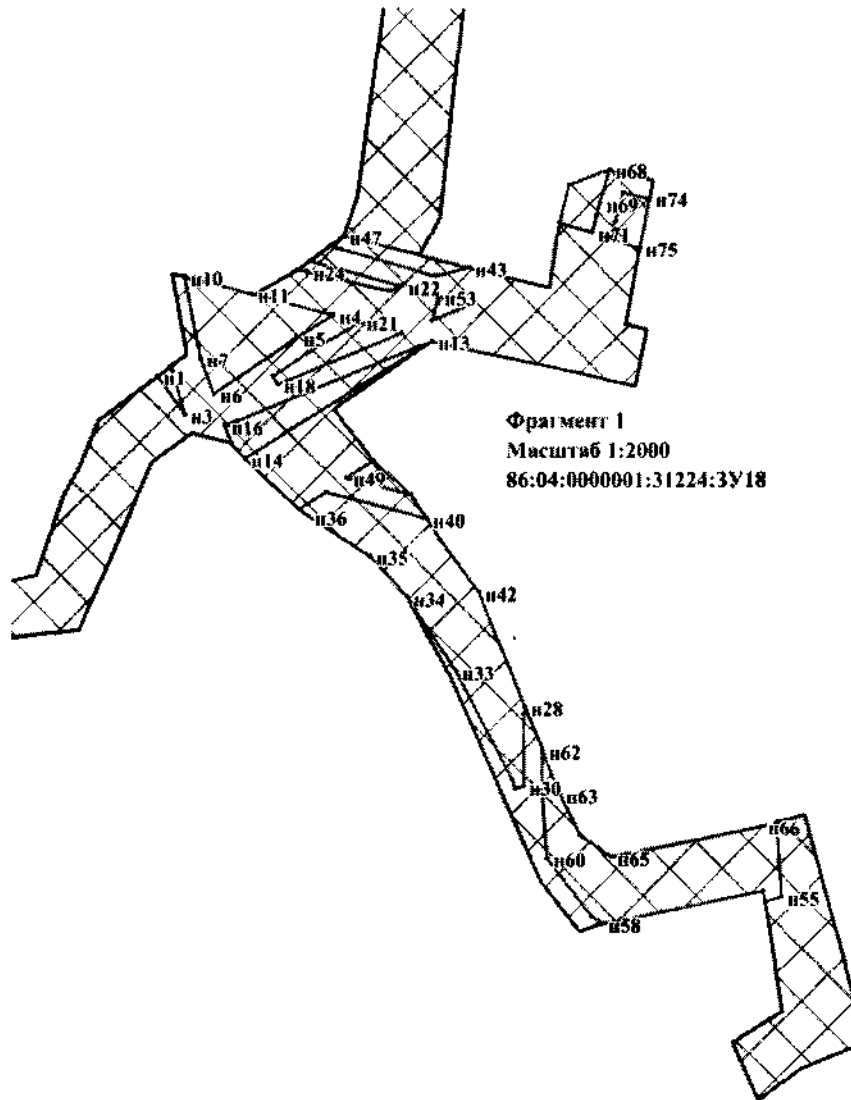 н68
н74
н69
н71
н75
н47
н43
н24
н10
н22
н11
н53
н4
н21
н5
н13
н7
н1
н18
н6
н3
н16
Фрагмент 1
Масштаб 1:2000
86:04:0000001:31224:ЗУ18
н14
н49
н36
н40
н35
н34
н42
н33
н28
н62
н30
н63
н66
н60
н65
н55
н58